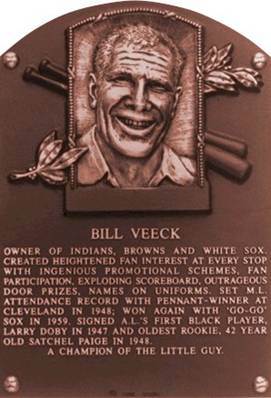 BILL VEECK
OWNER OF INDIANS, BROWNS AND WHITE SOX.
CREATED HEIGHTENED FAN INTEREST AT EVERY STOP
WITH INGENIOUS PROMOTIONAL SCHEMES, FAN
PARTICIPATION, EXPLODING SCOREBOARD, OUTRAGEOUS
DOOR PRIZES, NAMES ON UNIFORMS. SET M.L.
ATTENDANCE RECORD WITH PENNANT-WINNER AT
CLEVELAND IN 1948; WON AGAIN WITH "GO-GO"
SOX IN 1959. SIGNED A.L.'S FIRST BLACK PLAYER,
LARRY DOBY IN 1947 AND OLDEST ROOKIE, 42 YEAR
OLD SATCHEL PAIGE IN 1948.
A CHAMPION OF THE LITTLE GUY.